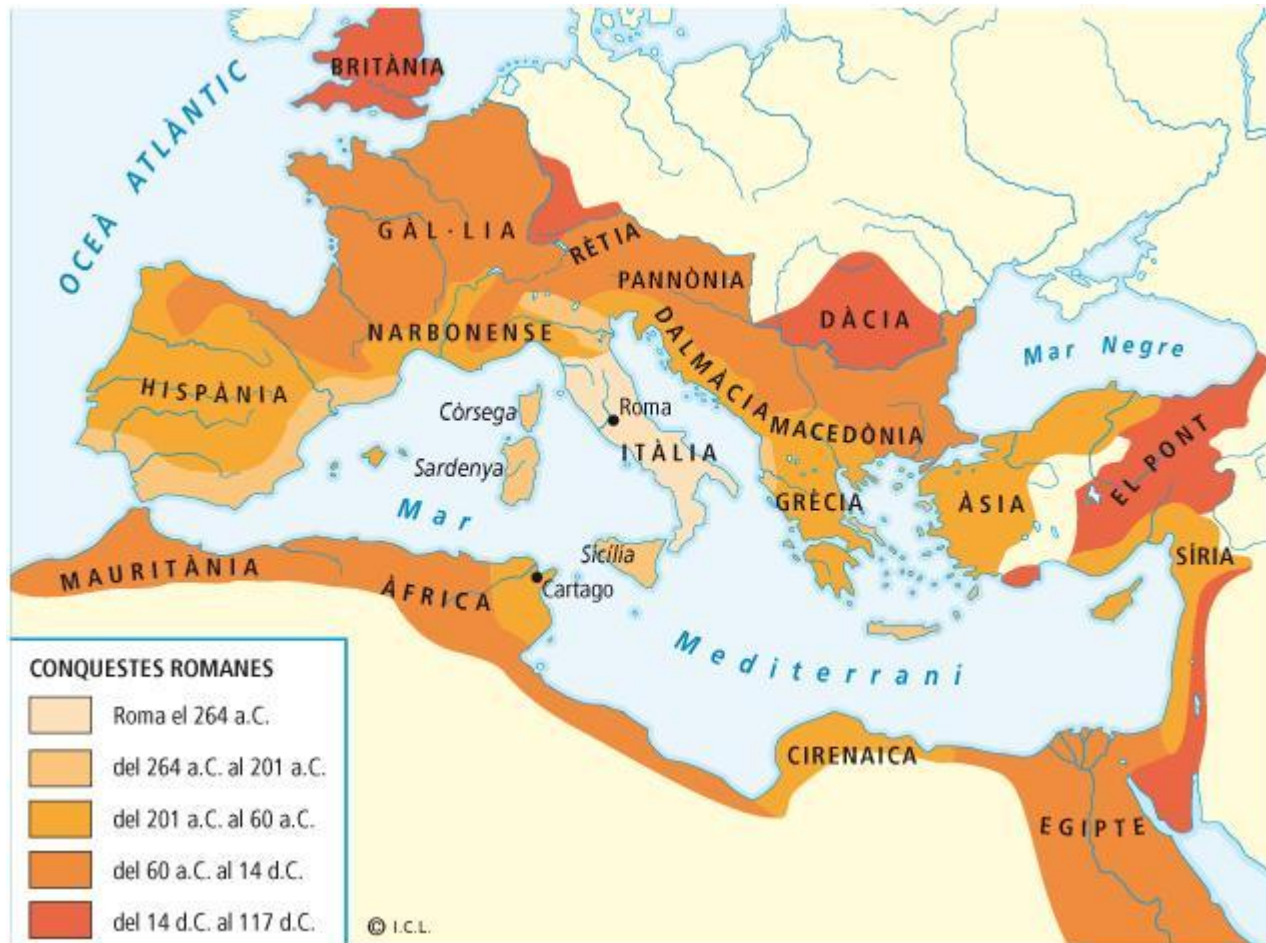 BRITÀNIA
OCEÀ ATLÀNTIC
GÀL·LIA
RÈTIA
PANNÒNIA
DÀCIA
NARBONENSE
DALMÀCIA
Mar Negre
HISPÀNIA
Còrsega
Roma
MACEDÒNIA
EL PONT
ITÀLIA
Sardenya
GRÈCIA
ÀSIA
Mar
Mediterrani
Sicília
SÍRIA
MAURITÀNIA
ÀFRICA
Cartago
CIRENAICA
EGIPTE
CONQUESTES ROMANES
Roma el 264 a.C.
del 264 a.C. al 201 a.C.
del 201 a.C. al 60 a.C.
del 60 a.C. al 14 d.C.
del 14 d.C. al 117 d.C.
© I.C.L.